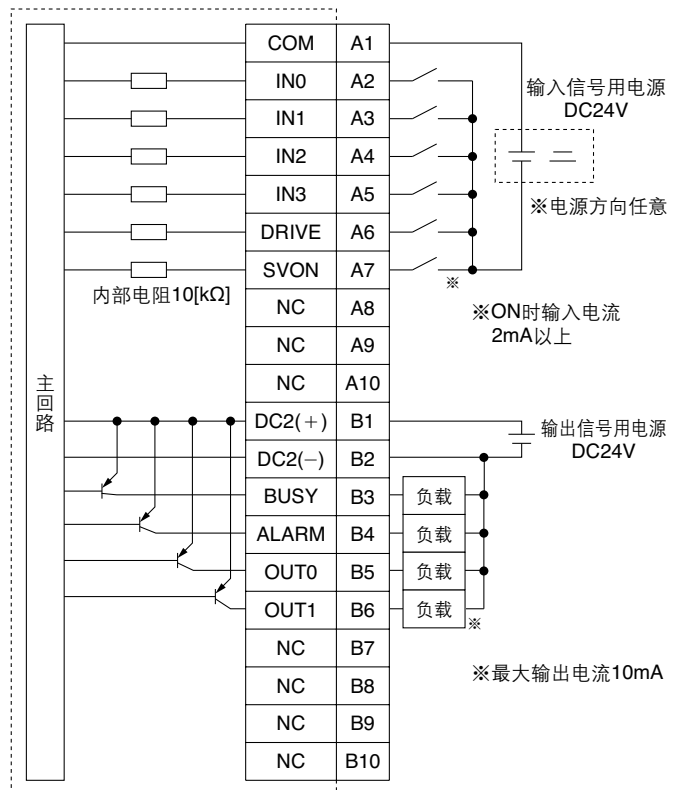 COM A1
IN0 A2
输入信号用电源
DC24V
IN1 A3
IN2 A4
IN3 A5
※电源方向任意
DRIVE A6
SVON A7
※
内部电阻10[kΩ]
NC A8
※ON时输入电流
2mA以上
NC A9
NC A10
主回路
DC2(+) B1
输出信号用电源
DC24V
DC2(−) B2
BUSY B3 负载
ALARM B4 负载
OUT0 B5 负载
OUT1 B6 负载
※
NC B7
※最大输出电流10mA
NC B8
NC B9
NC B10